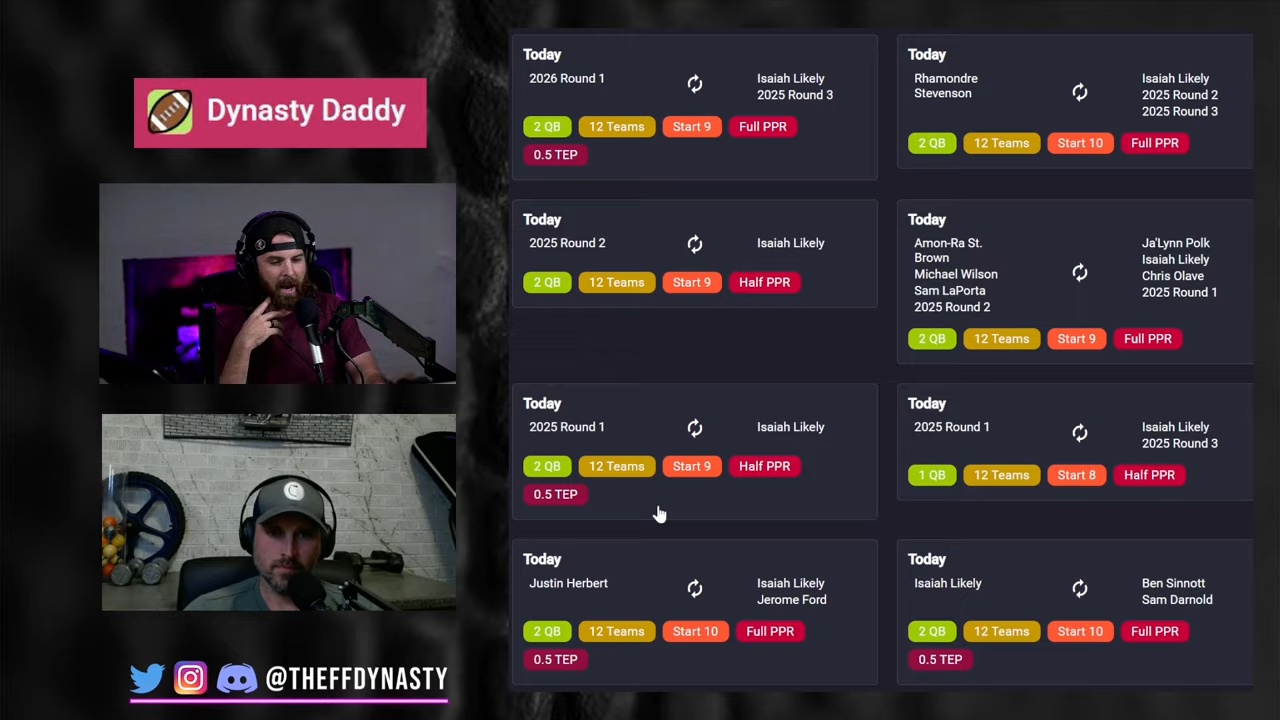 Dynasty Daddy
@THEFFDYNASTY
Today
2026 Round 1
Isaiah Likely
2025 Round 3
2 QB
12 Teams
Start 9
Full PPR
0.5 TEP
Today
Rhamondre
Stevenson
Isaiah Likely
2025 Round 2
2025 Round 3
2 QB
12 Teams
Start 10
Full PPR
Today
2025 Round 2
Isaiah Likely
2 QB
12 Teams
Start 9
Half PPR
Today
Amon-Ra St.
Brown
Michael Wilson
Sam LaPorta
2025 Round 2
Ja'Lynn Polk
Isaiah Likely
Chris Olave
2025 Round 1
2 QB
12 Teams
Start 9
Full PPR
Today
2025 Round 1
Isaiah Likely
2 QB
12 Teams
Start 9
Half PPR
0.5 TEP
Today
2025 Round 1
Isaiah Likely
2025 Round 3
1 QB
12 Teams
Start 8
Half PPR
Today
Justin Herbert
Isaiah Likely
Jerome Ford
2 QB
12 Teams
Start 10
Full PPR
0.5 TEP
Today
Isaiah Likely
Ben Sinnott
Sam Darnold
2 QB
12 Teams
Start 10
Full PPR
0.5 TEP